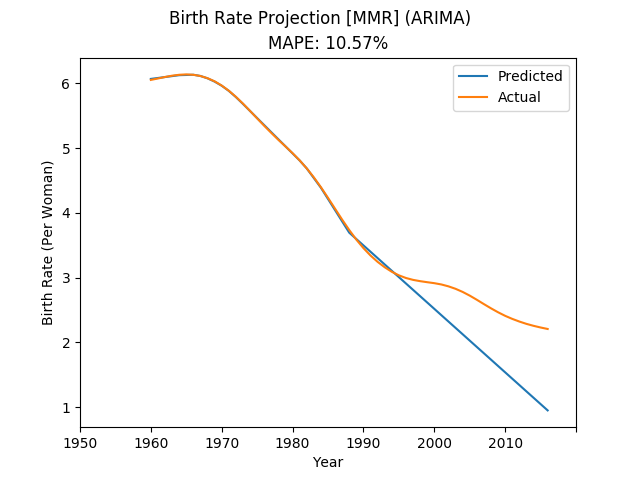 Birth Rate Projection [MMR] (ARIMA)
MAPE: 10.57%
Predicted
Actual
Birth Rate (Per Woman)
6
5
4
3
2
1
1950 1960 1970 1980 1990 2000 2010
Year